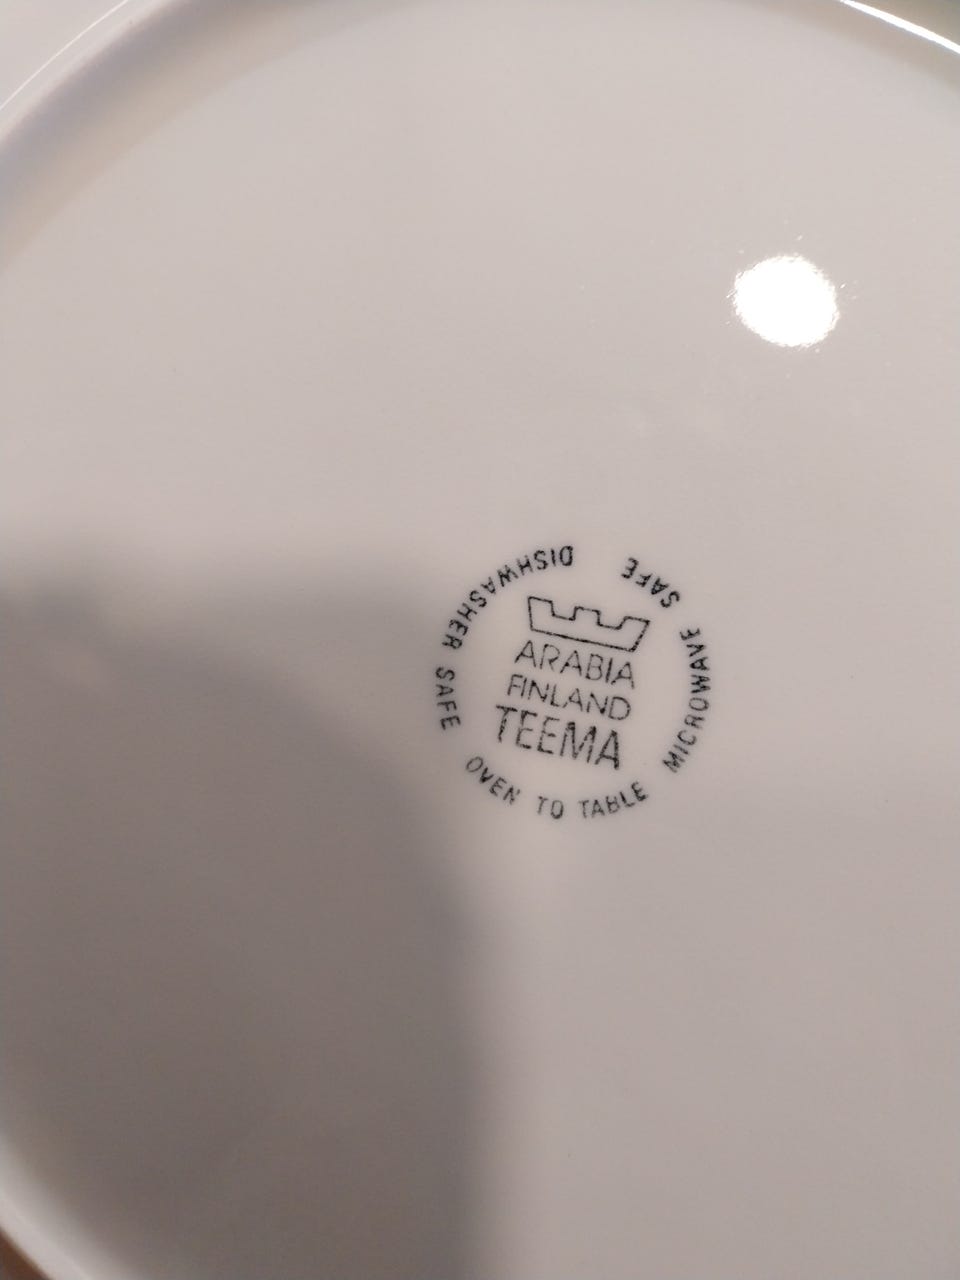 ARABIA
FINLAND
TEEMA
OVEN TO TABLE
MICROWAVE SAFE
DISHWASHER SAFE